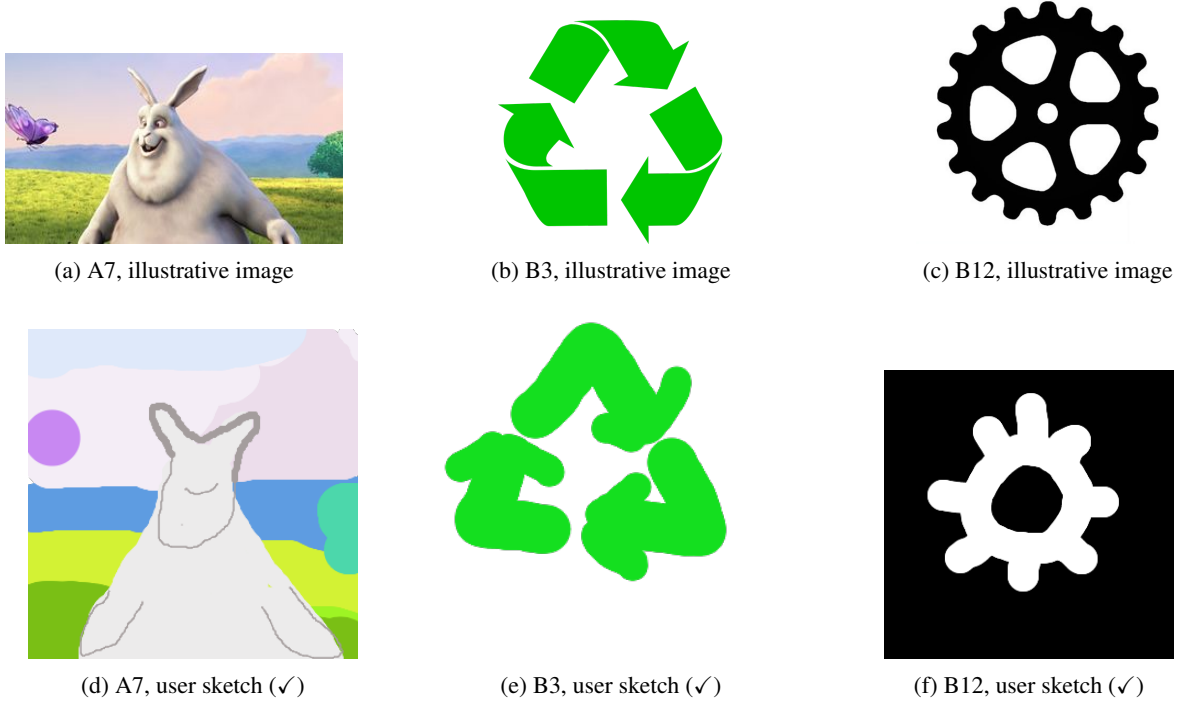 (a) A7, illustrative image
(b) B3, illustrative image
(c) B12, illustrative image
(d) A7, user sketch (✓)
(e) B3, user sketch (✓)
(f) B12, user sketch (✓)